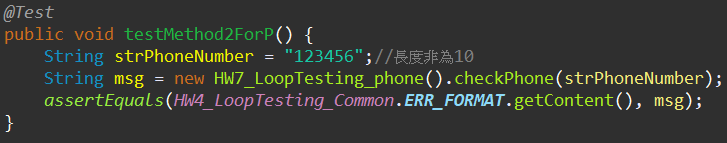 @Test
public void testMethod2ForP() {
    String strPhoneNumber = "123456";//長度非為10
    String msg = new HW7_LoopTesting_phone().checkPhone(strPhoneNumber);
    assertEquals(HW4_LoopTesting_Common.ERR_FORMAT.getContent(), msg);
}